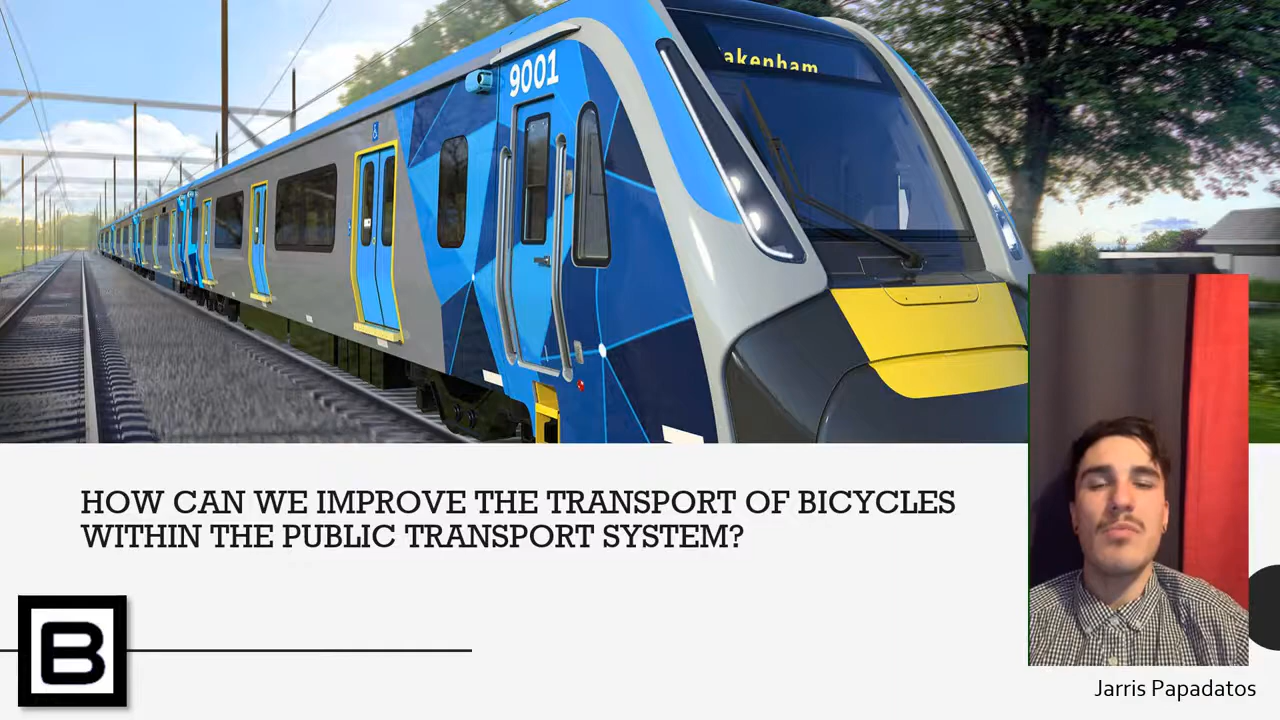 akenham
9001
HOW CAN WE IMPROVE THE TRANSPORT OF BICYCLES
WITHIN THE PUBLIC TRANSPORT SYSTEM?
B
Jarris Papadatos